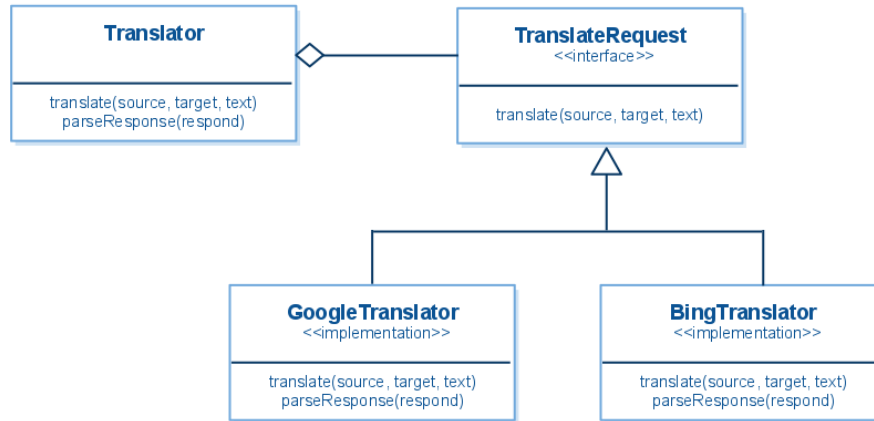 Translator
translate(source, target, text)
parseResponse(respond)
TranslateRequest
<<interface>>
translate(source, target, text)
GoogleTranslator
<<implementation>>
translate(source, target, text)
parseResponse(respond)
BingTranslator
<<implementation>>
translate(source, target, text)
parseResponse(respond)